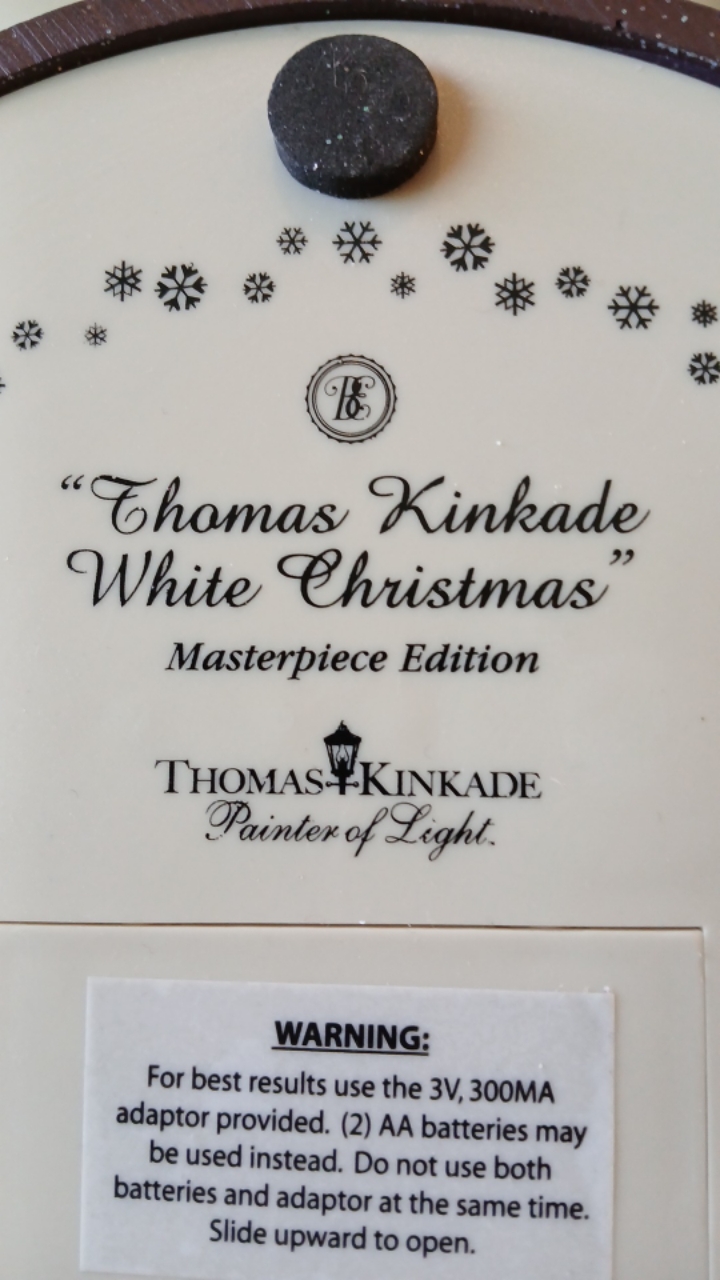 BE
“Thomas Kinkade
White Christmas”
Masterpiece Edition
THOMAS KINKADE
Painter of Light.
WARNING:
For best results use the 3V, 300MA
adaptor provided. (2) AA batteries may
be used instead. Do not use both
batteries and adaptor at the same time.
Slide upward to open.